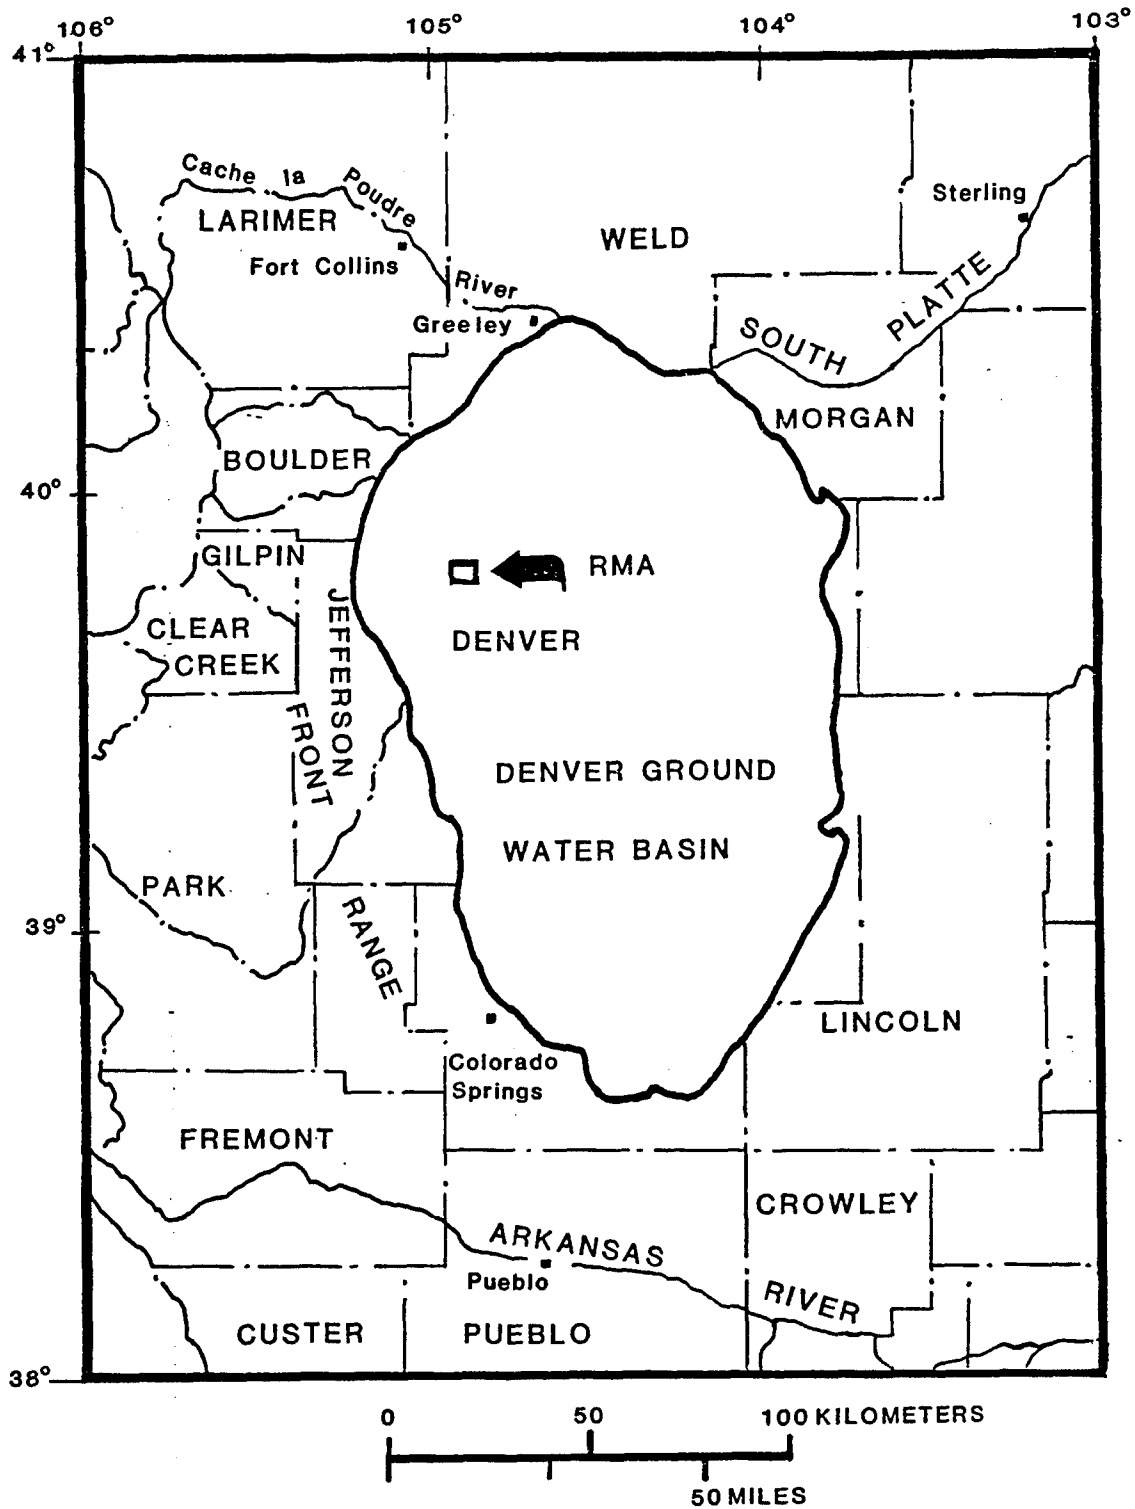 106° 105° 104° 103°
41°
Cache la Poudre
LARIMER
Sterling
WELD
Fort Collins
River
PLATTE
Greeley
SOUTH
MORGAN
BOULDER
40°
GILPIN
RMA
JEFFERSON
CLEAR
CREEK
DENVER
FRONT
DENVER GROUND
WATER BASIN
PARK
RANGE
39°
LINCOLN
Colorado
Springs
FREMONT
CROWLEY
ARKANSAS
Pueblo
RIVER
CUSTER
PUEBLO
38°
0 50 100 KILOMETERS
50 MILES